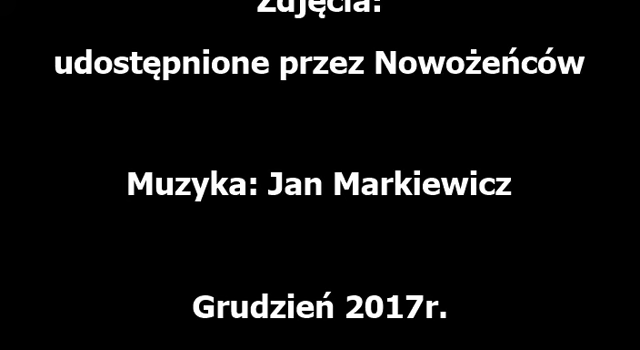 Zdjęcia:
udostępnione przez Nowożeńców
Muzyka: Jan Markiewicz
Grudzień 2017r.